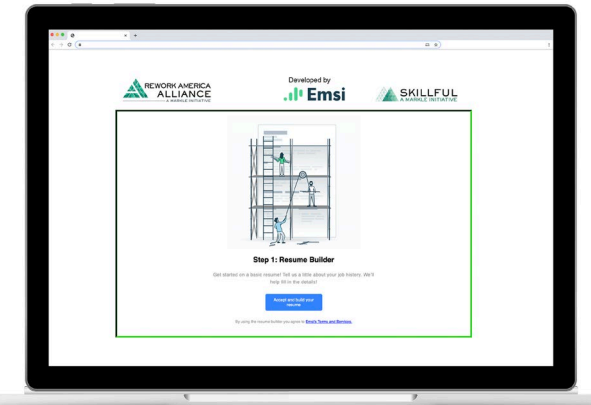 REWORK AMERICA
ALLIANCE
A MARKLE INITIATIVE
Developed by
Emsi
SKILLFUL
A MARKLE INITIATIVE
Step 1: Resume Builder
Get started on a basic resume! Tell us a little about your job history. We'll
help fill in the details!
Accept and build your
resume
By using the resume builder you agree to Emsi's Terms and Services.